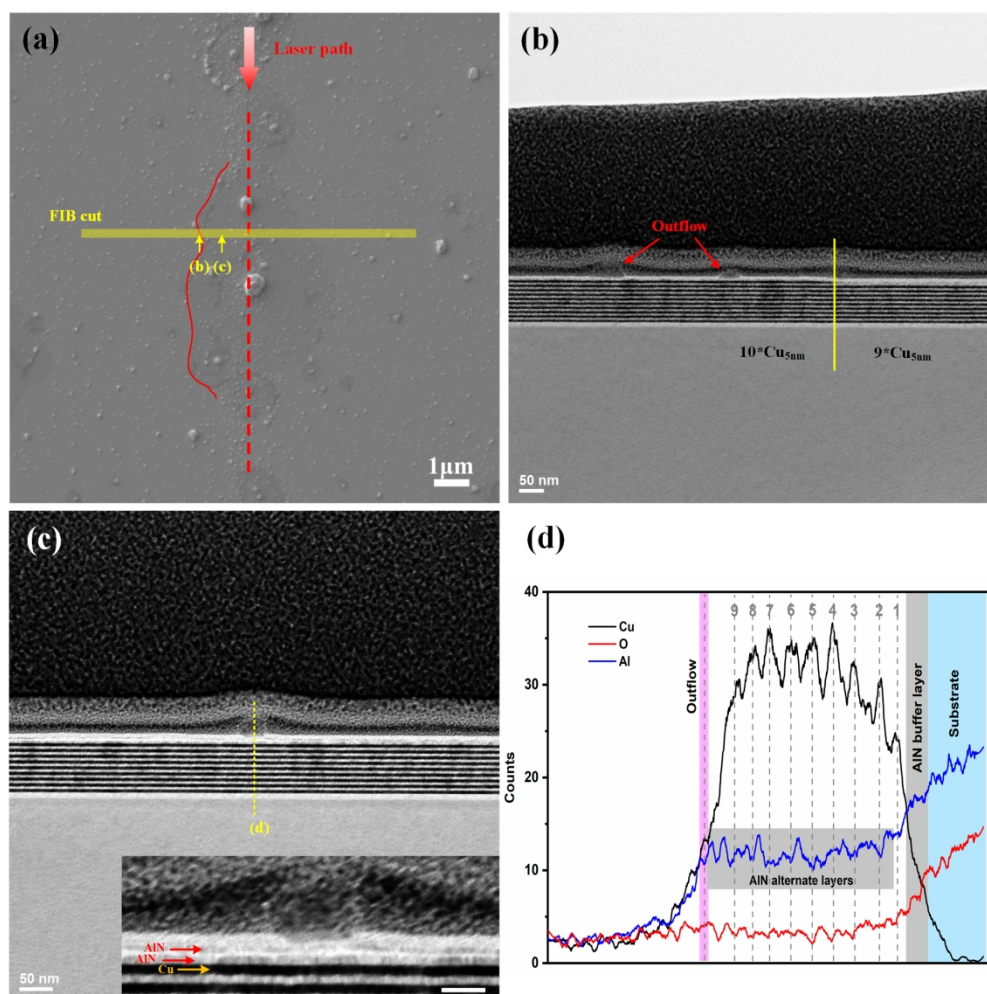 (a)
Laser path
FIB cut
(b) (c)
1μm
(b)
Outflow
10*Cu5nm
9*Cu5nm
50 nm
(c)
(d)
AlN
AlN
Cu
50 nm
(d)
40
30
20
10
0
Counts
Cu
O
Al
Outflow
9 8 7 6 5 4 3 2 1
AlN alternate layers
AlN buffer layer
Substrate